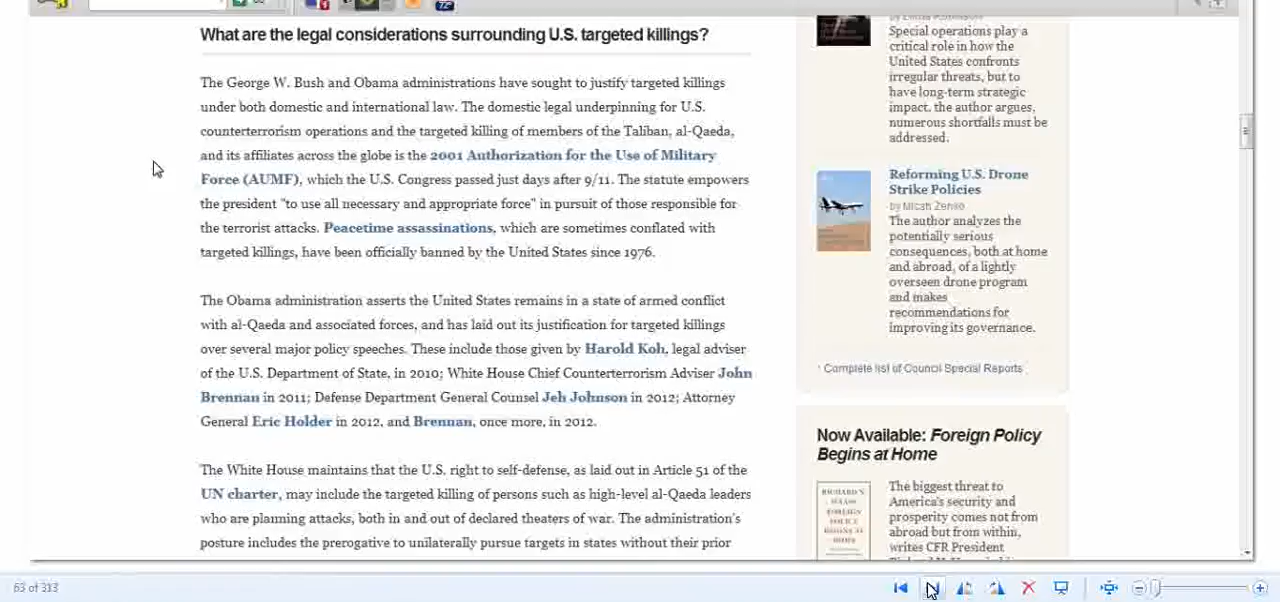 What are the legal considerations surrounding U.S. targeted killings?
The George W. Bush and Obama administrations have sought to justify targeted killings
under both domestic and international law. The domestic legal underpinning for U.S.
counterterrorism operations and the targeted killing of members of the Taliban, al-Qaeda,
and its affiliates across the globe is the 2001 Authorization for the Use of Military
Force (AUMF), which the U.S. Congress passed just days after 9/11. The statute empowers
the president "to use all necessary and appropriate force" in pursuit of those responsible for
the terrorist attacks. Peacetime assassinations, which are sometimes conflated with
targeted killings, have been officially banned by the United States since 1976.
The Obama administration asserts the United States remains in a state of armed conflict
with al-Qaeda and associated forces, and has laid out its justification for targeted killings
over several major policy speeches. These include those given by Harold Koh, legal adviser
of the U.S. Department of State, in 2010; White House Chief Counterterrorism Adviser John
Brennan in 2011; Defense Department General Counsel Jeh Johnson in 2012; Attorney
General Eric Holder in 2012, and Brennan, once more, in 2012.
The White House maintains that the U.S. right to self-defense, as laid out in Article 51 of the
UN charter, may include the targeted killing of persons such as high-level al-Qaeda leaders
who are planning attacks, both in and out of declared theaters of war. The administration's
posture includes the prerogative to unilaterally pursue targets in states without their prior
Special operations play a
critical role in how the
United States confronts
irregular threats, but to
have long-term strategic
impact, the author argues,
numerous shortfalls must be
addressed.
Reforming U.S. Drone
Strike Policies
by Micah Zenko
The author analyzes the
potentially serious
consequences, both at home
and abroad, of a lightly
overseen drone program
and makes
recommendations for
improving its governance.
Complete list of Council Special Reports
Now Available: Foreign Policy
Begins at Home
RICHARD N.
HAASS
FOREIGN
POLICY
BEGINS AT
HOME
The biggest threat to
America's security and
prosperity comes not from
abroad but from within,
writes CFR President
63 of 313